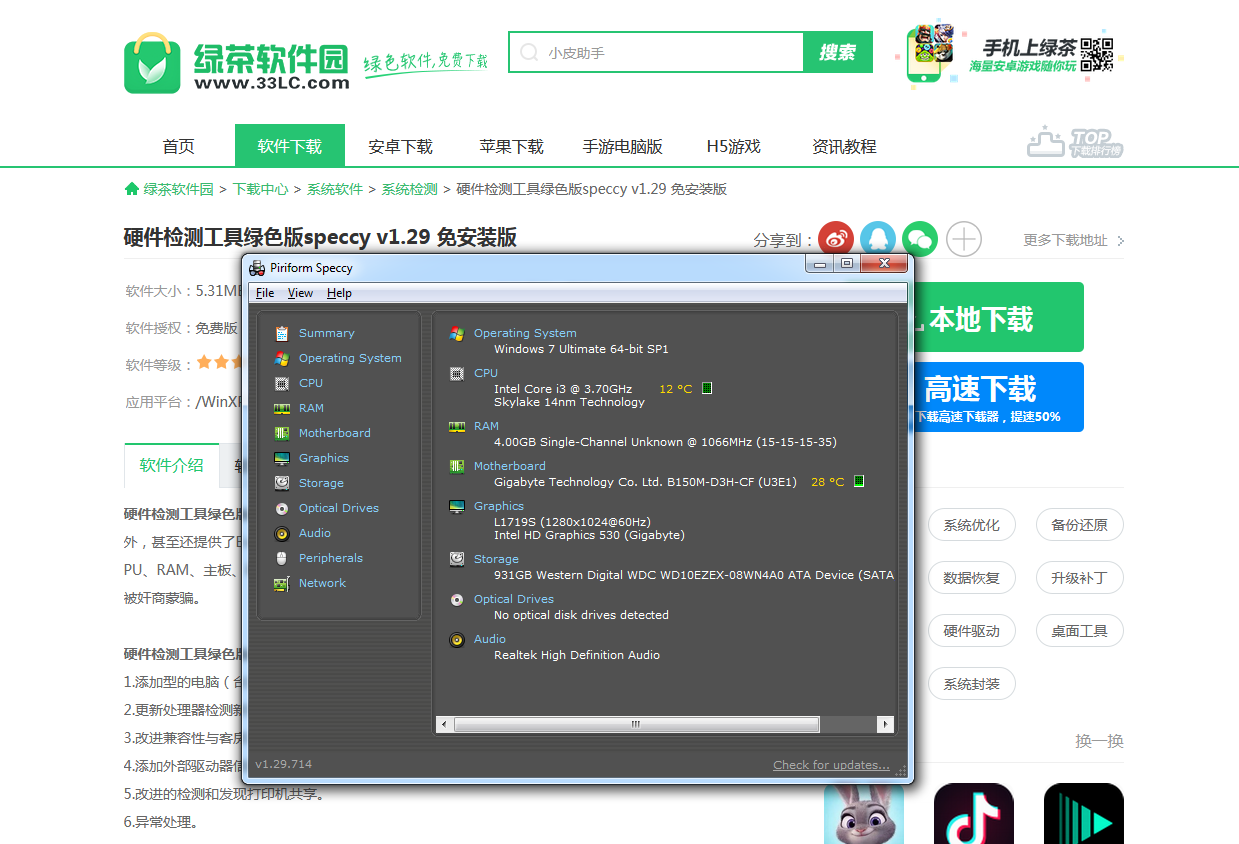 绿茶软件园
www.33LC.com
绿色软件,免费下载
小皮助手
搜索
手机上绿茶
海量安卓游戏随你玩
首页 软件下载 安卓下载 苹果下载 手游电脑版 H5游戏 资讯教程
TOP
下载排行榜
绿茶软件园 > 下载中心 > 系统软件 > 系统检测 > 硬件检测工具绿色版speccy v1.29 免安装版
硬件检测工具绿色版speccy v1.29 免安装版
分享到：
更多下载地址 >
软件大小：5.31M
软件授权：免费版
软件等级：
应用平台：/WinX
本地下载
高速下载
下载高速下载器，提速50%
软件介绍
硬件检测工具绿色
外，甚至还提供了
PU、RAM、主板、
被奸商蒙骗。
硬件检测工具绿色
1.添加型的电脑（
2.更新处理器检测
3.改进兼容性与客
4.添加外部驱动器
5.改进的检测和发现打印机共享。
6.异常处理。
Piriform Speccy
File View Help
Summary
Operating System
CPU
RAM
Motherboard
Graphics
Storage
Optical Drives
Audio
Peripherals
Network
Operating System
Windows 7 Ultimate 64-bit SP1
CPU
Intel Core i3 @ 3.70GHz 12 °C
Skylake 14nm Technology
RAM
4.00GB Single-Channel Unknown @ 1066MHz (15-15-15-35)
Motherboard
Gigabyte Technology Co. Ltd. B150M-D3H-CF (U3E1) 28 °C
Graphics
L1719S (1280x1024@60Hz)
Intel HD Graphics 530 (Gigabyte)
Storage
931GB Western Digital WDC WD10EZEX-08WN4A0 ATA Device (SATA
Optical Drives
No optical disk drives detected
Audio
Realtek High Definition Audio
v1.29.714
Check for updates...
系统优化 备份还原
数据恢复 升级补丁
硬件驱动 桌面工具
系统封装
换一换